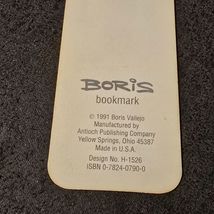 BORIS
bookmark
© 1991 Boris Vallejo
Manufactured by
Antioch Publishing Company
Yellow Springs, Ohio 45387
Made in U.S.A.
Design No. H-1526
ISBN 0-7824-0790-0